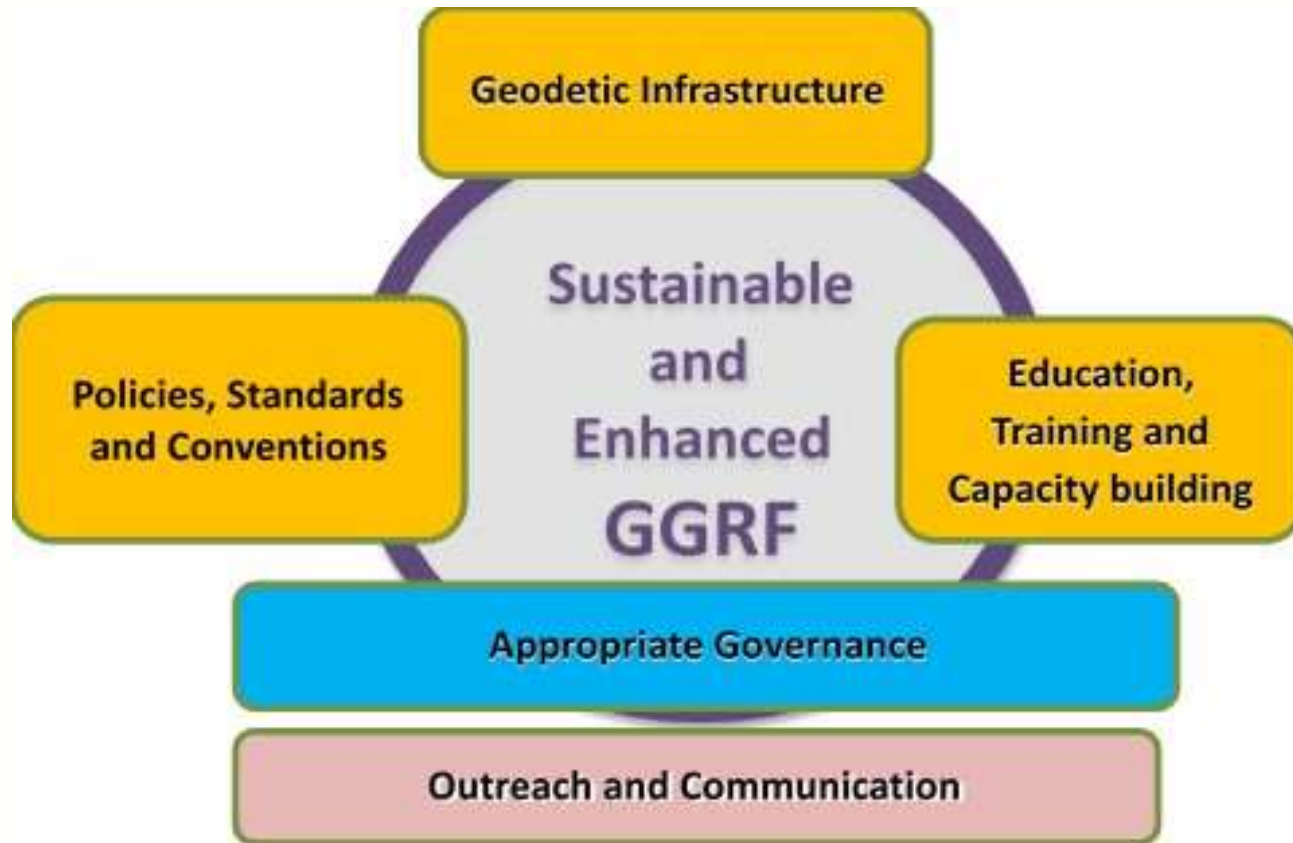 Geodetic Infrastructure
Sustainable
and
Enhanced
GGRF
Policies, Standards
and Conventions
Education,
Training and
Capacity building
Appropriate Governance
Outreach and Communication